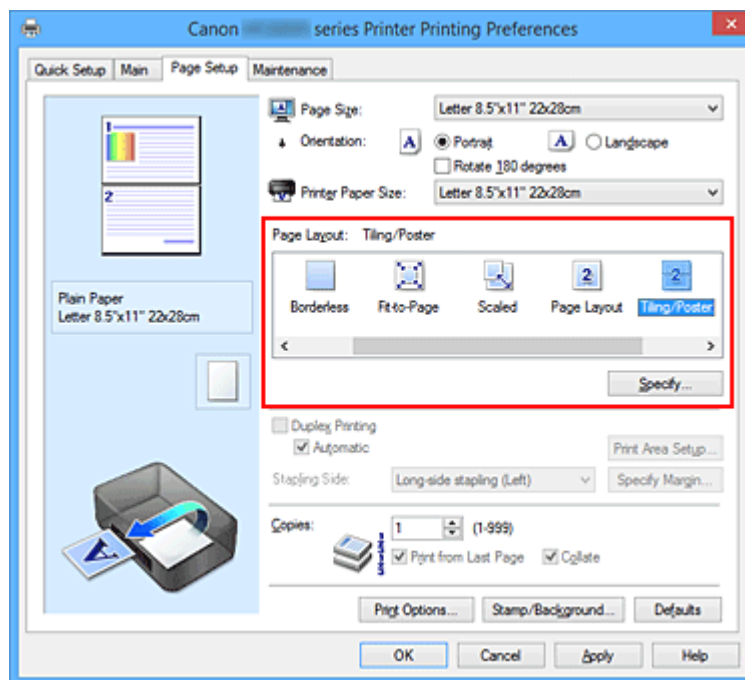 Canon series Printer Printing Preferences
Quick Setup Main Page Setup Maintenance
1
2
Plain Paper
Letter 8.5"x11" 22x28cm
A
Page Size: Letter 8.5"x11" 22x28cm
Orientation: A Portrait A Landscape
Rotate 180 degrees
Printer Paper Size: Letter 8.5"x11" 22x28cm
Page Layout: Tiling/Poster
2 2
Borderless Fit-to-Page Scaled Page Layout Tiling/Poster
Specify...
Duplex Printing
Automatic Print Area Setup...
Stapling Side: Long-side stapling (Left) Specify Margin...
Copies: 1 (1-999)
Print from Last Page Collate
Print Options... Stamp/Background... Defaults
OK Cancel Apply Help